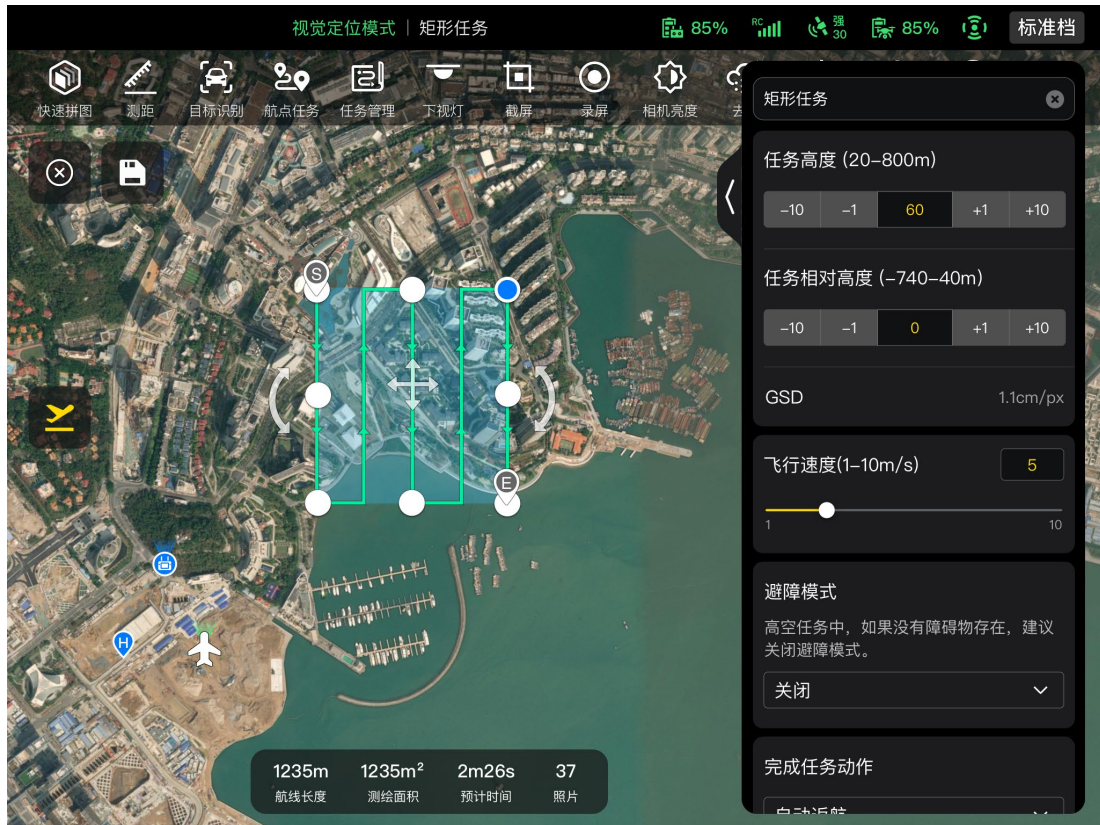 视觉定位模式 | 矩形任务
85%
RC
强
30
85%
标准档
快速拼图
测距
目标识别
航点任务
任务管理
下视灯
截屏
录屏
相机亮度
去
矩形任务
任务高度 (20–800m)
–10 –1 60 +1 +10
任务相对高度 (–740–40m)
–10 –1 0 +1 +10
GSD 1.1cm/px
飞行速度(1–10m/s) 5
1 10
避障模式
高空任务中，如果没有障碍物存在，建议
关闭避障模式。
关闭
完成任务动作
自动返航
S
E
H
1235m 1235m² 2m26s 37
航线长度 测绘面积 预计时间 照片